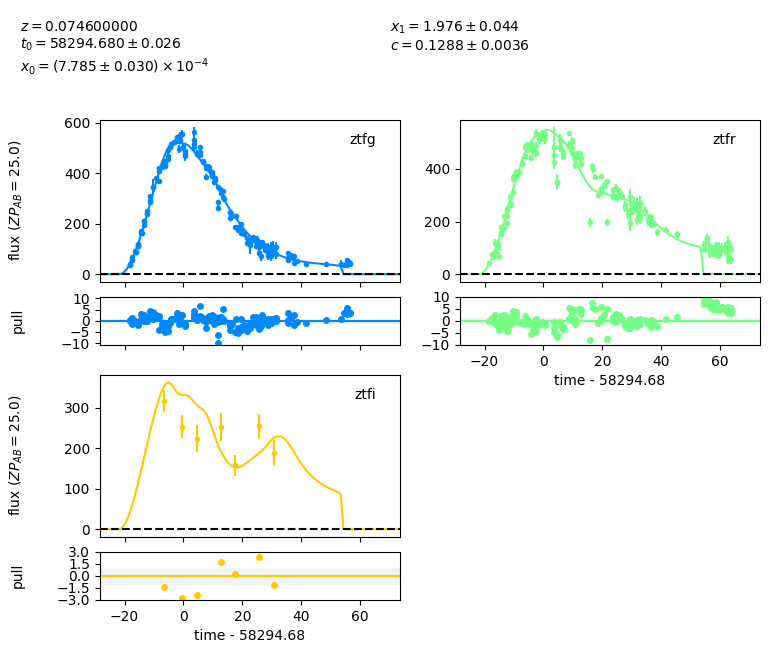 z = 0.074600000
t₀ = 58294.680 ± 0.026
x₀ = (7.785 ± 0.030) × 10⁻⁴
x₁ = 1.976 ± 0.044
c = 0.1288 ± 0.0036
ztfg
flux (ZP_AB = 25.0)
600
400
200
0
pull
10
5
0
−5
−10
ztfr
400
200
0
10
5
0
−5
−10
−20 0 20 40 60
time - 58294.68
ztfi
flux (ZP_AB = 25.0)
300
200
100
0
pull
3.0
1.5
0.0
−1.5
−3.0
−20 0 20 40 60
time - 58294.68